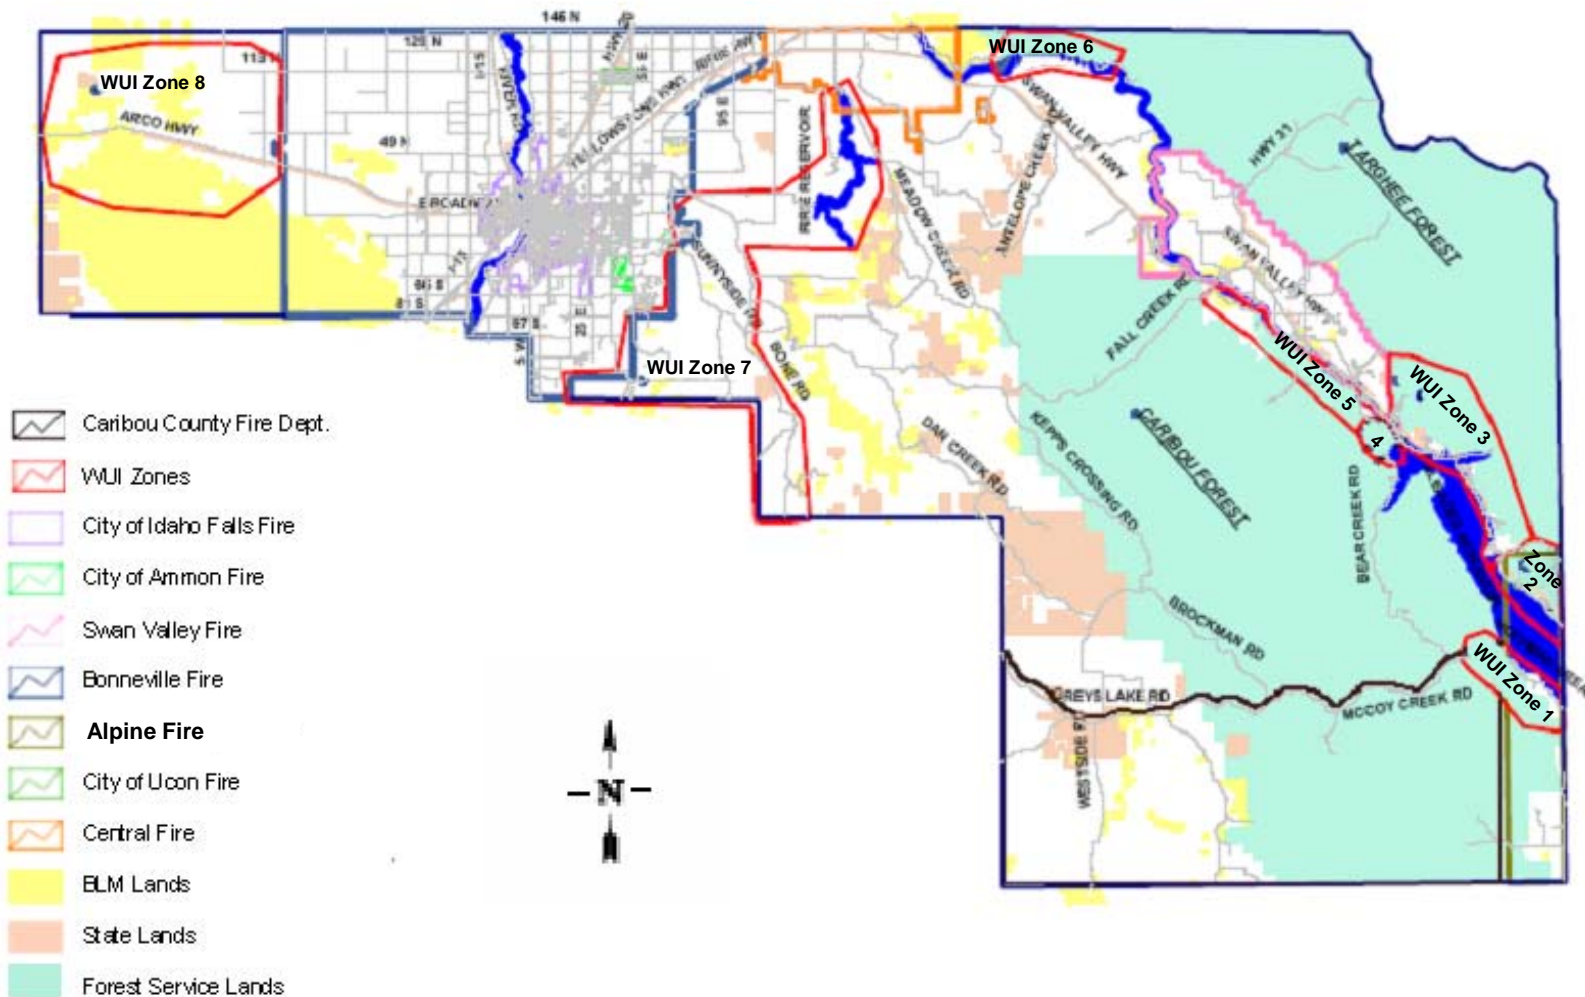 146 N
129 N
113 N
HWY 20
I-15
RIVER RD
55 E
YELLOWSTONE HWY
RIRIE HWY
WUI Zone 6
WUI Zone 8
ARCO HWY
49 N
95 E
RIRIE RESERVOIR
SWAN VALLEY HWY
HWY 31
TARGHEE FOREST
BROADWAY
MEADOW CREEK RD
ANTELOPE CREEK
SUNNYSIDE RD
I-15
65 S
81 S
97 S
25 E
SWAN VALLEY HWY
FALL CREEK RD
WUI Zone 7
BONE RD
WUI Zone 5
WUI Zone 3
4
DAN CREEK RD
KEPPS CROSSING RD
CARIBOU FOREST
BEAR CREEK RD
Zone 2
BROCKMAN RD
WUI Zone 1
GREYS LAKE RD
MCCOY CREEK RD
WESTSIDE RD
N
Caribou County Fire Dept.
WUI Zones
City of Idaho Falls Fire
City of Ammon Fire
Swan Valley Fire
Bonneville Fire
Alpine Fire
City of Ucon Fire
Central Fire
BLM Lands
State Lands
Forest Service Lands